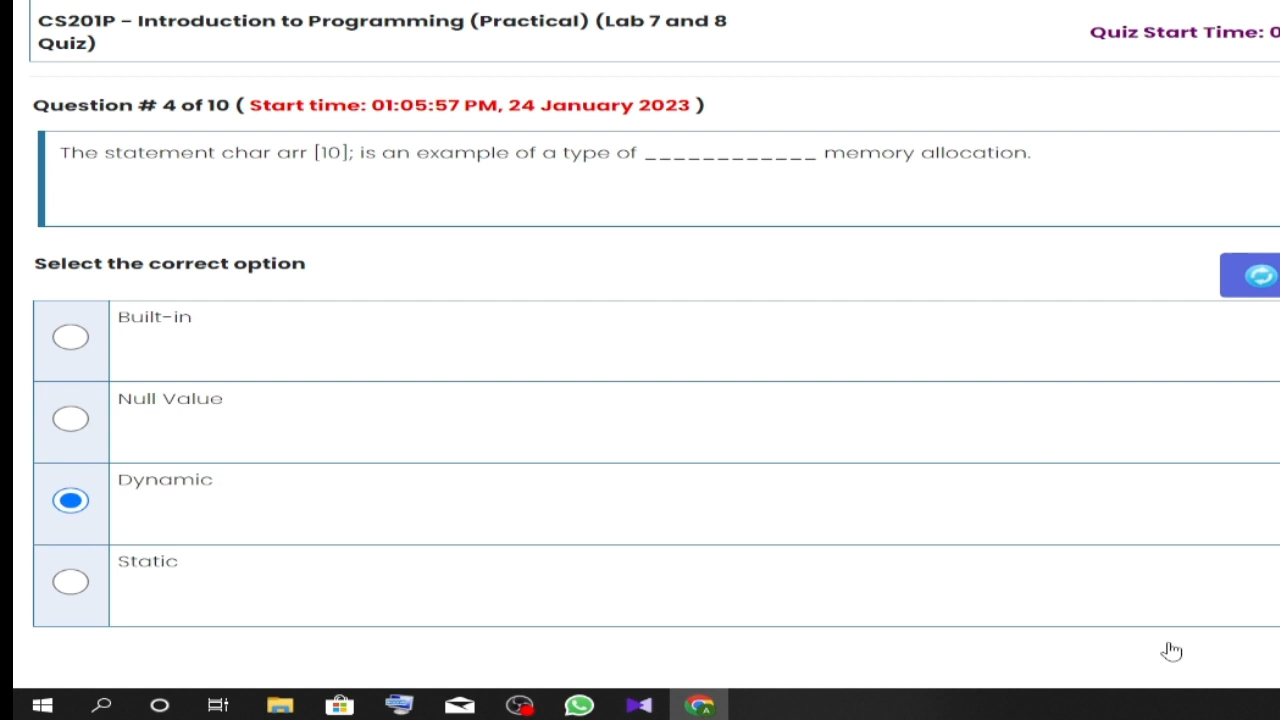 CS201P – Introduction to Programming (Practical) (Lab 7 and 8
Quiz)
Quiz Start Time: 0
Question # 4 of 10 ( Start time: 01:05:57 PM, 24 January 2023 )
The statement char arr [10]; is an example of a type of ____________ memory allocation.
Select the correct option
Built-in
Null Value
Dynamic
Static